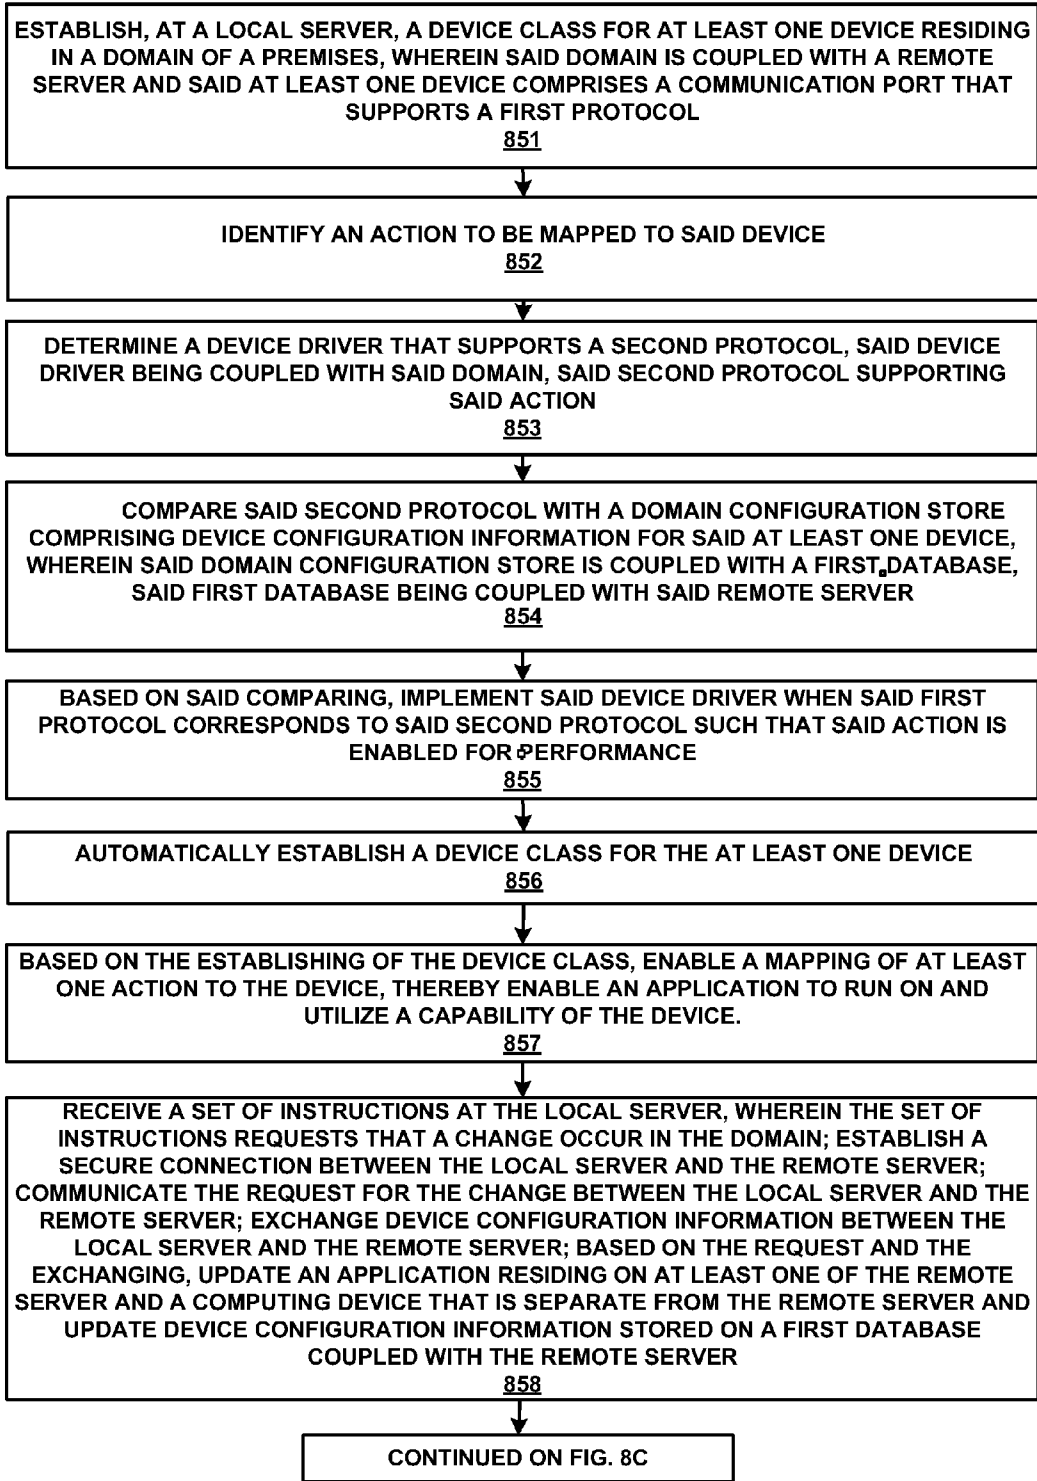 ESTABLISH, AT A LOCAL SERVER, A DEVICE CLASS FOR AT LEAST ONE DEVICE RESIDING
IN A DOMAIN OF A PREMISES, WHEREIN SAID DOMAIN IS COUPLED WITH A REMOTE
SERVER AND SAID AT LEAST ONE DEVICE COMPRISES A COMMUNICATION PORT THAT
SUPPORTS A FIRST PROTOCOL
851
IDENTIFY AN ACTION TO BE MAPPED TO SAID DEVICE
852
DETERMINE A DEVICE DRIVER THAT SUPPORTS A SECOND PROTOCOL, SAID DEVICE
DRIVER BEING COUPLED WITH SAID DOMAIN, SAID SECOND PROTOCOL SUPPORTING
SAID ACTION
853
COMPARE SAID SECOND PROTOCOL WITH A DOMAIN CONFIGURATION STORE
COMPRISING DEVICE CONFIGURATION INFORMATION FOR SAID AT LEAST ONE DEVICE,
WHEREIN SAID DOMAIN CONFIGURATION STORE IS COUPLED WITH A FIRST DATABASE,
SAID FIRST DATABASE BEING COUPLED WITH SAID REMOTE SERVER
854
BASED ON SAID COMPARING, IMPLEMENT SAID DEVICE DRIVER WHEN SAID FIRST
PROTOCOL CORRESPONDS TO SAID SECOND PROTOCOL SUCH THAT SAID ACTION IS
ENABLED FOR PERFORMANCE
855
AUTOMATICALLY ESTABLISH A DEVICE CLASS FOR THE AT LEAST ONE DEVICE
856
BASED ON THE ESTABLISHING OF THE DEVICE CLASS, ENABLE A MAPPING OF AT LEAST
ONE ACTION TO THE DEVICE, THEREBY ENABLE AN APPLICATION TO RUN ON AND
UTILIZE A CAPABILITY OF THE DEVICE.
857
RECEIVE A SET OF INSTRUCTIONS AT THE LOCAL SERVER, WHEREIN THE SET OF
INSTRUCTIONS REQUESTS THAT A CHANGE OCCUR IN THE DOMAIN; ESTABLISH A
SECURE CONNECTION BETWEEN THE LOCAL SERVER AND THE REMOTE SERVER;
COMMUNICATE THE REQUEST FOR THE CHANGE BETWEEN THE LOCAL SERVER AND THE
REMOTE SERVER; EXCHANGE DEVICE CONFIGURATION INFORMATION BETWEEN THE
LOCAL SERVER AND THE REMOTE SERVER; BASED ON THE REQUEST AND THE
EXCHANGING, UPDATE AN APPLICATION RESIDING ON AT LEAST ONE OF THE REMOTE
SERVER AND A COMPUTING DEVICE THAT IS SEPARATE FROM THE REMOTE SERVER AND
UPDATE DEVICE CONFIGURATION INFORMATION STORED ON A FIRST DATABASE
COUPLED WITH THE REMOTE SERVER
858
CONTINUED ON FIG. 8C